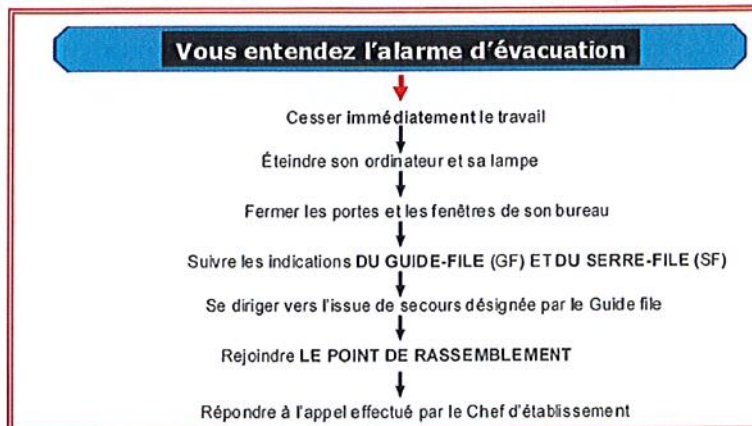 Vous entendez l'alarme d'évacuation
Cesser immédiatement le travail
Éteindre son ordinateur et sa lampe
Fermer les portes et les fenêtres de son bureau
Suivre les indications DU GUIDE-FILE (GF) ET DU SERRE-FILE (SF)
Se diriger vers l'issue de secours désignée par le Guide file
Rejoindre LE POINT DE RASSEMBLEMENT
Répondre à l'appel effectué par le Chef d'établissement